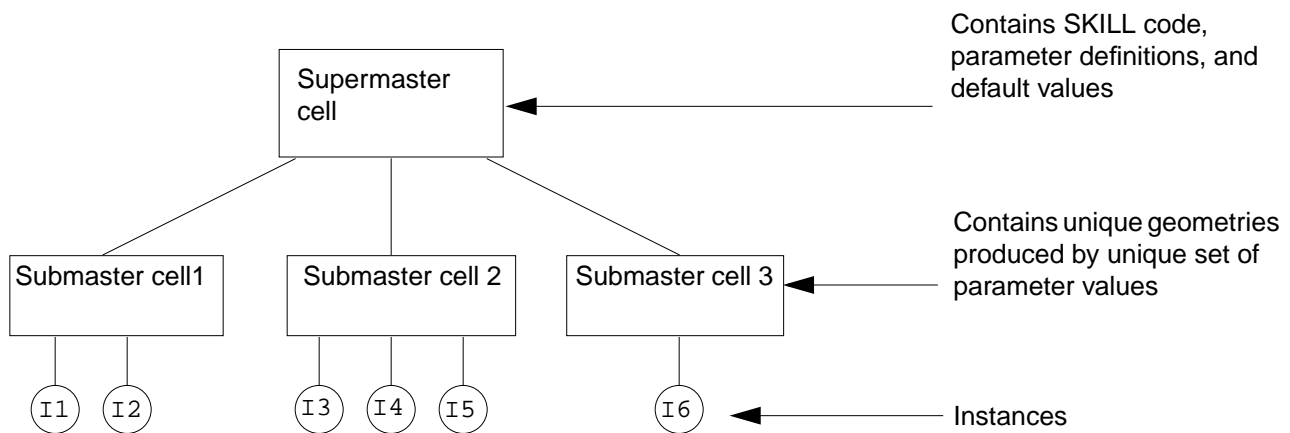 Contains SKILL code,
parameter definitions, and
default values
Supermaster
cell
Contains unique geometries
produced by unique set of
parameter values
Submaster cell1
Submaster cell 2
Submaster cell 3
I1
I2
I3
I4
I5
I6
Instances